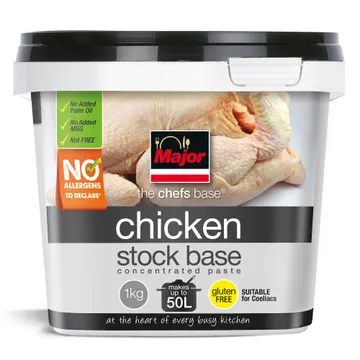 No Added
Palm Oil
No Added
MSG
Nut FREE
NO
ALLERGENS
TO DECLARE*
Major
the chefs base®
chicken
stock base
concentrated paste
1kg
makes
up to
50L
gluten
FREE
SUITABLE
for Coeliacs
at the heart of every busy kitchen